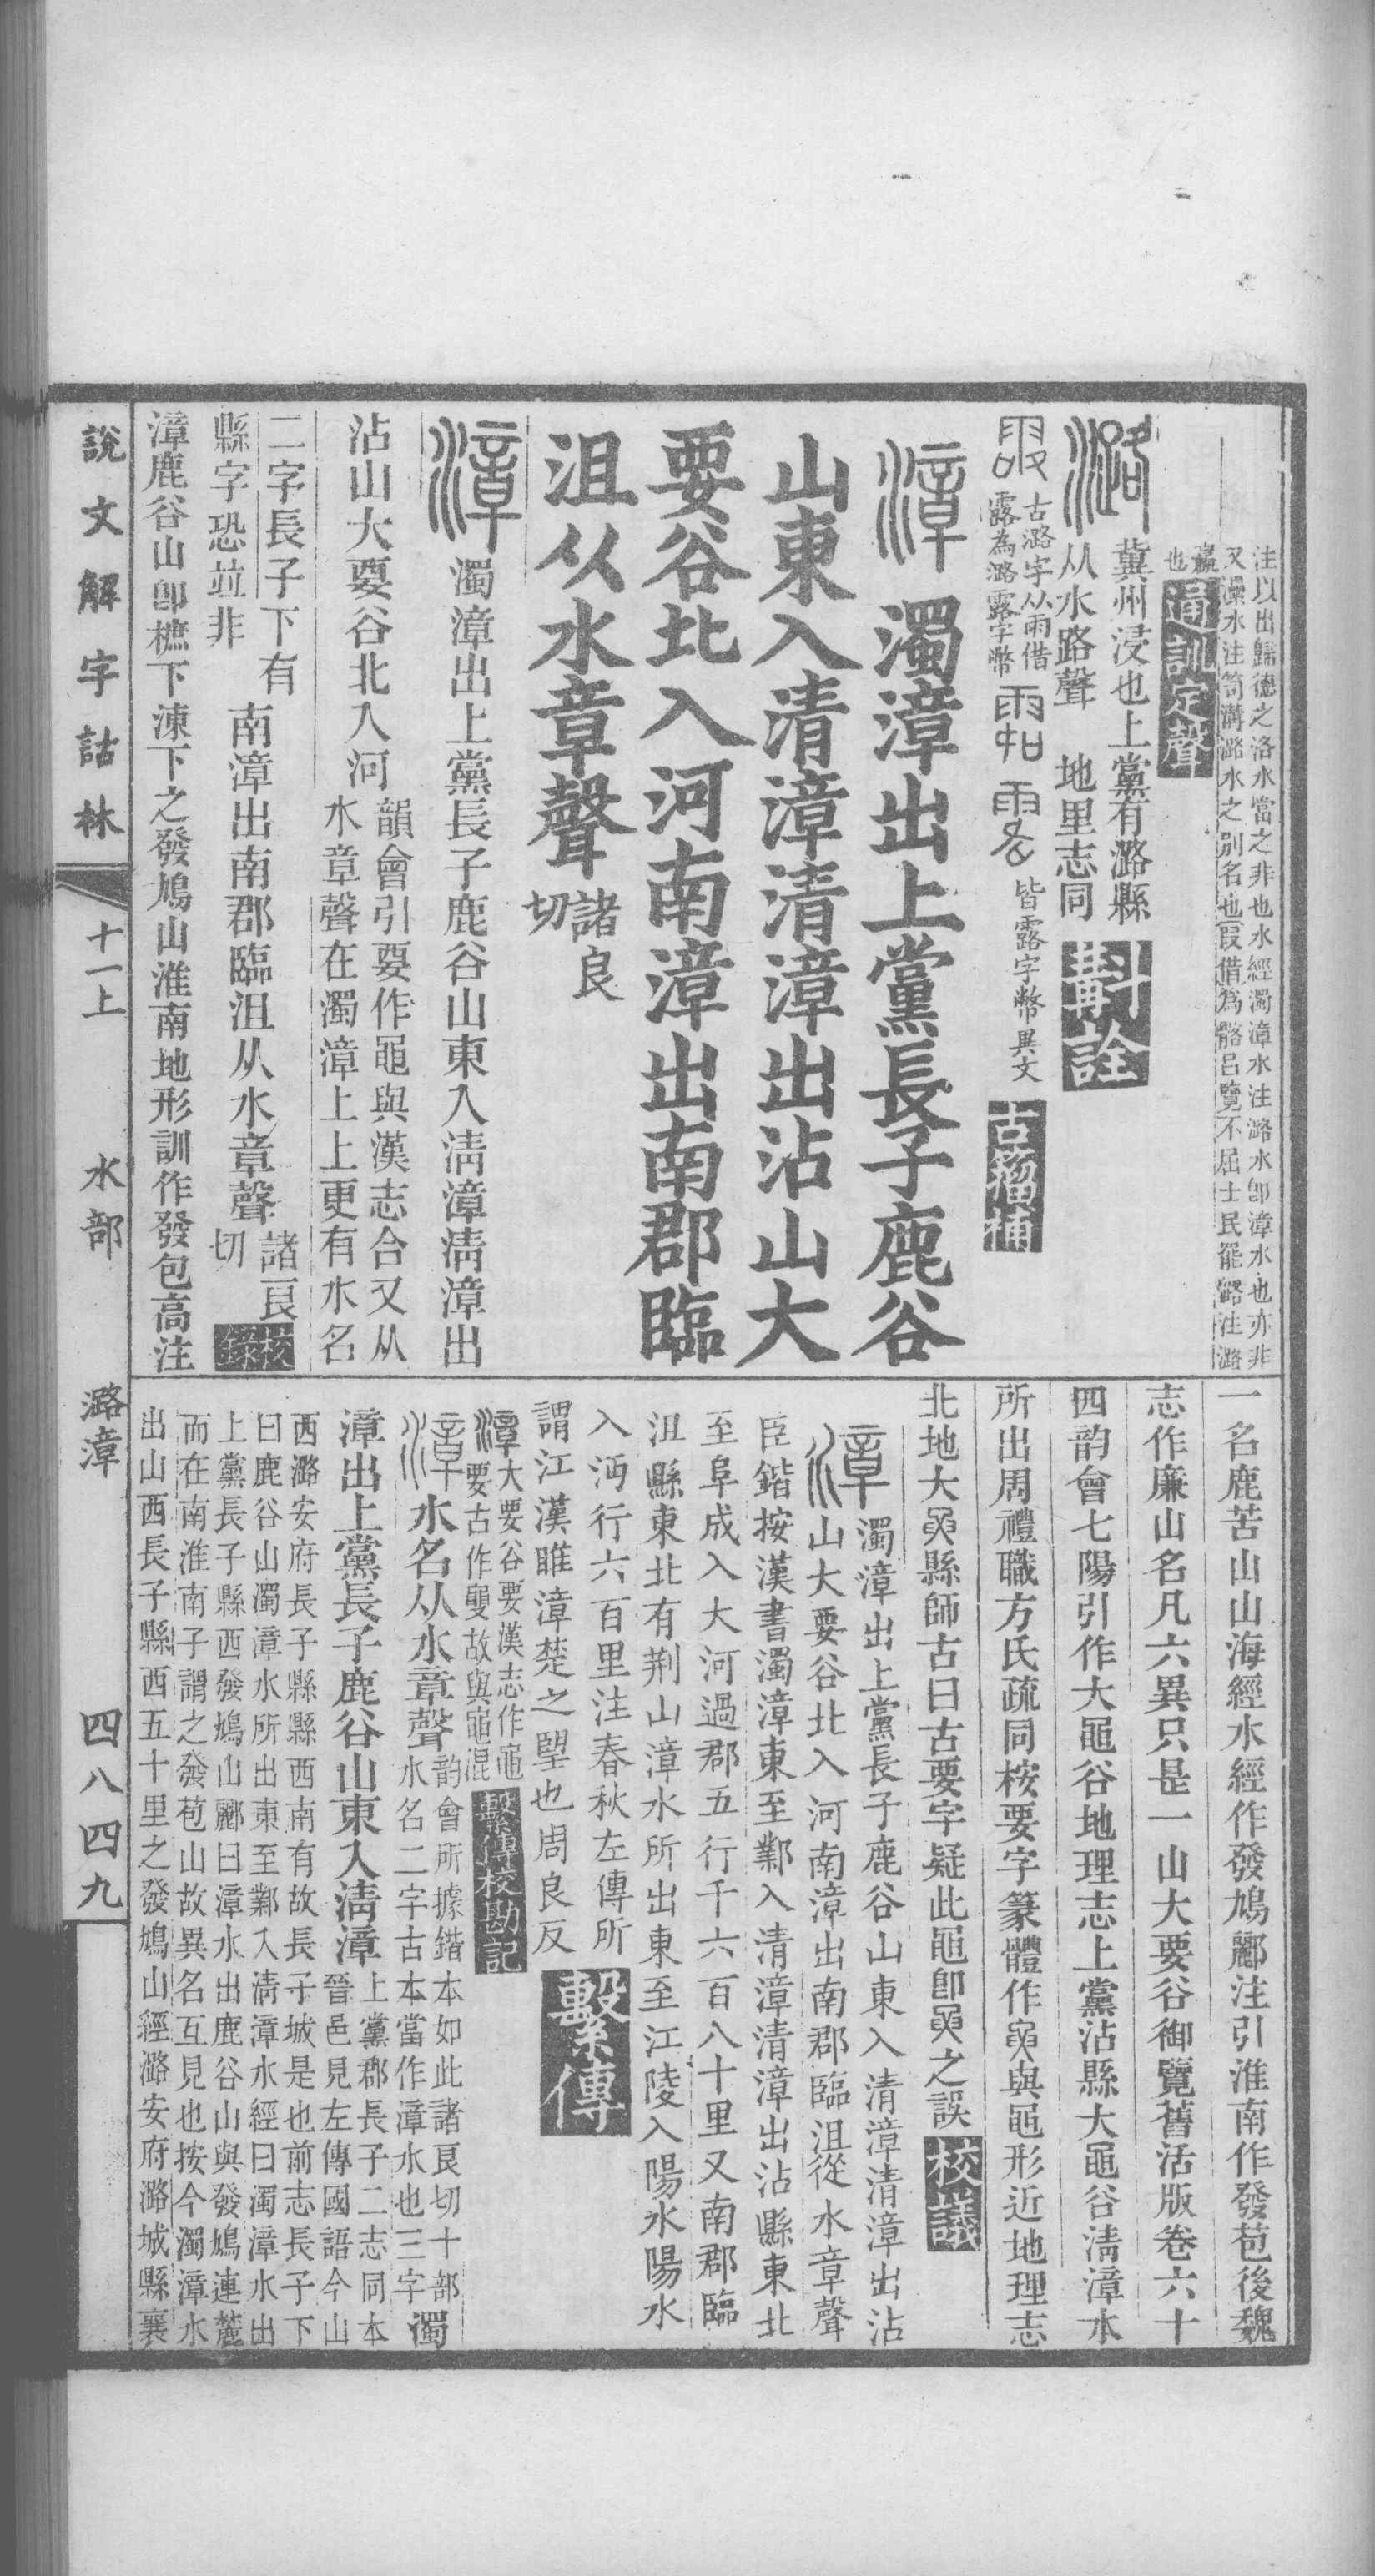 注以出歸德之洛水當之非也水經濁漳水注潞水卽漳水也亦非
又濕水注笥溝潞水之別名也叚借爲骼呂覽不屈士民罷潞注潞
羸
也通訓定聲
潞冀州浸也上黨有潞縣
从水路聲　地里志同斠詮
古潞字从雨借
露為潞露字幣
皆露字幣異文古籀補
漳濁漳出上黨長子鹿谷
山東入清漳清漳出沾山大
要谷北入河南漳出南郡臨
沮从水章聲諸良
切
漳濁漳出上黨長子鹿谷山東入淸漳淸漳出
沾山大要谷北入河
韻會引要作黽與漢志合又从
水章聲在濁漳上上更有水名
二字長子下有
縣字恐竝非
南漳出南郡臨沮从水章聲諸良
切校
錄
漳鹿谷山卽樜下涷下之發鳩山淮南地形訓作發包高注
一名鹿苦山山海經水經作發鳩酈注引淮南作發苞後魏
志作廉山名凡六異只是一山大要谷御覽舊活版卷六十
四韵會七陽引作大黽谷地理志上黨沾縣大黽谷淸漳水
所出周禮職方氏疏同桉要字篆體作𦥼與黽形近地理志
北地大𦥼縣師古曰古要字疑此黽卽𦥼之誤校議
漳濁漳出上黨長子鹿谷山東入清漳清漳出沾
山大要谷北入河南漳出南郡臨沮從水章聲
臣鍇按漢書濁漳東至鄴入清漳清漳出沾縣東北
至阜成入大河過郡五行千六百八十里又南郡臨
沮縣東北有荆山漳水所出東至江陵入陽水陽水
入沔行六百里注春秋左傳所
謂江漢睢漳楚之望也周良反繫傳
漳大要谷要漢志作黽
要古作𡕢故與黽混繫傳校勘記
漳水名从水章聲韵會所據鍇本如此諸良切十部
水名二字古本當作漳水也三字濁
漳出上黨長子鹿谷山東入淸漳上黨郡長子二志同本
晉邑見左傳國語今山
西潞安府長子縣縣西南有故長子城是也前志長子下
曰鹿谷山濁漳水所出東至鄴入淸漳水經曰濁漳水出
上黨長子縣西發鳩山酈曰漳水出鹿谷山與發鳩連麓
而在南淮南子謂之發苞山故異名互見也按今濁漳水
出山西長子縣西五十里之發鳩山經潞安府潞城縣襄
說文解字詁林　十一上　水部　潞漳　四八四九